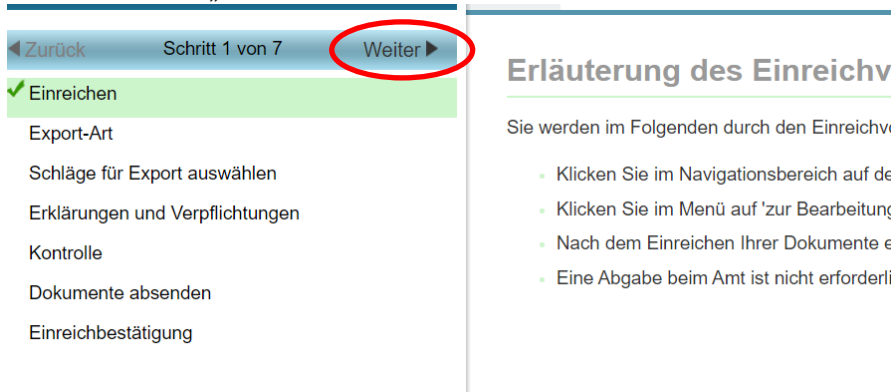 Zurück Schritt 1 von 7 Weiter
Einreichen
Export-Art
Schläge für Export auswählen
Erklärungen und Verpflichtungen
Kontrolle
Dokumente absenden
Einreichbestätigung
Erläuterung des Einreichv
Sie werden im Folgenden durch den Einreichvo
Klicken Sie im Navigationsbereich auf de
Klicken Sie im Menü auf 'zur Bearbeitung
Nach dem Einreichen Ihrer Dokumente e
Eine Abgabe beim Amt ist nicht erforderli